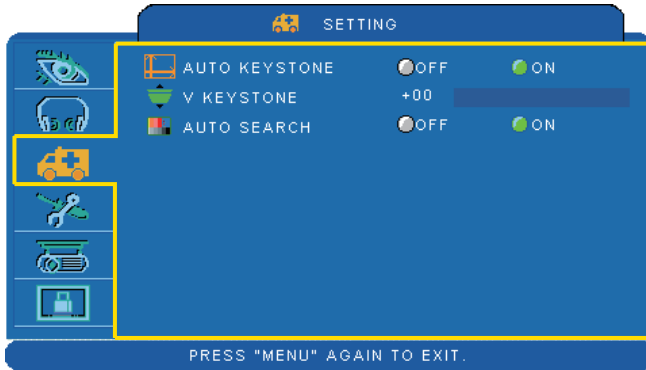 SETTING
AUTO KEYSTONE OFF ON
V KEYSTONE +00
AUTO SEARCH OFF ON
PRESS "MENU" AGAIN TO EXIT.